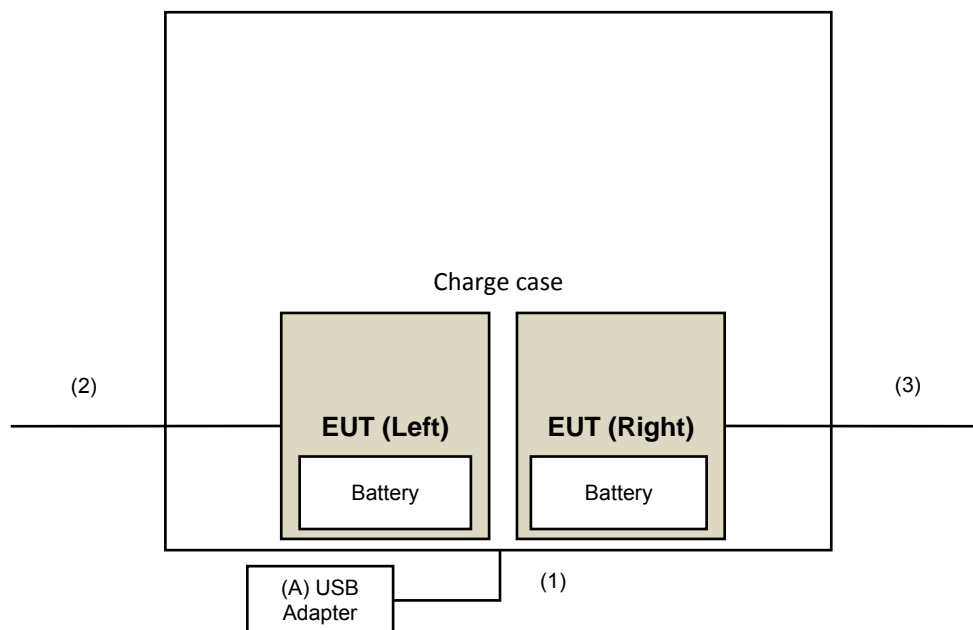 Charge case
(2)
(3)
EUT (Left)
EUT (Right)
Battery
Battery
(A) USB
Adapter
(1)